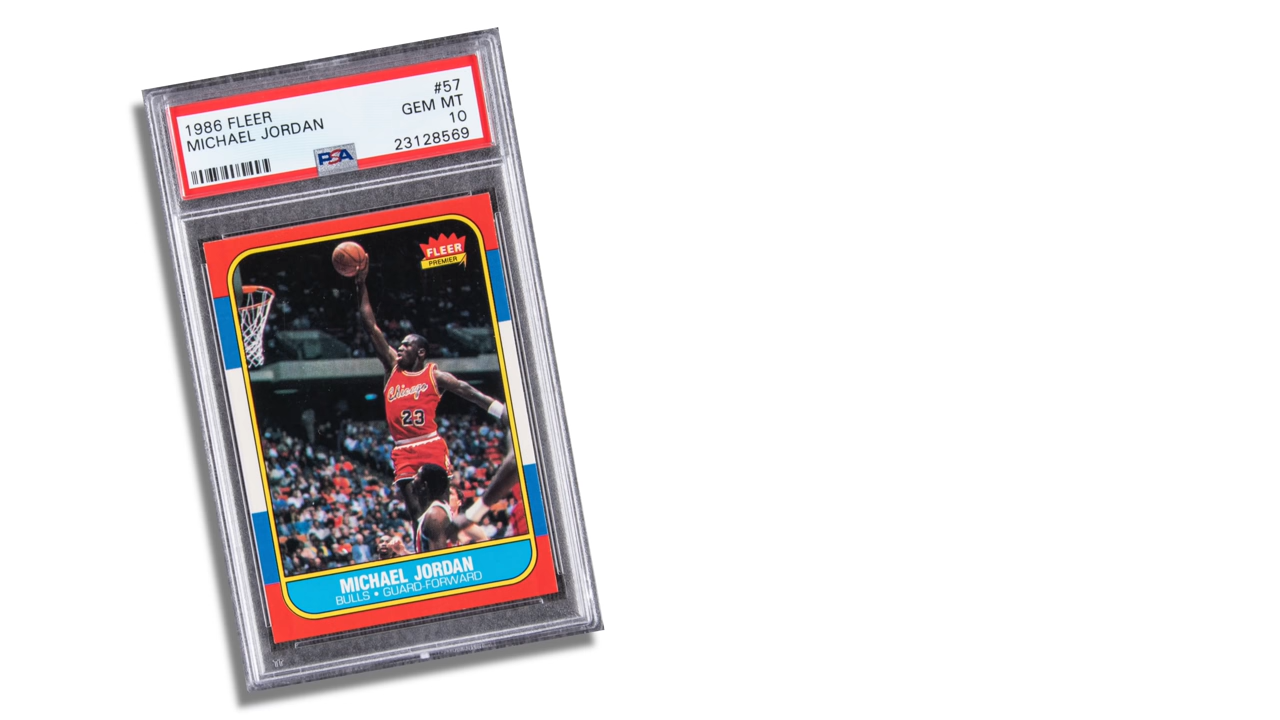 1986 FLEER
MICHAEL JORDAN
#57
GEM MT
10
23128569
PSA
FLEER
PREMIER
Chicago
23
MICHAEL JORDAN
BULLS • GUARD-FORWARD